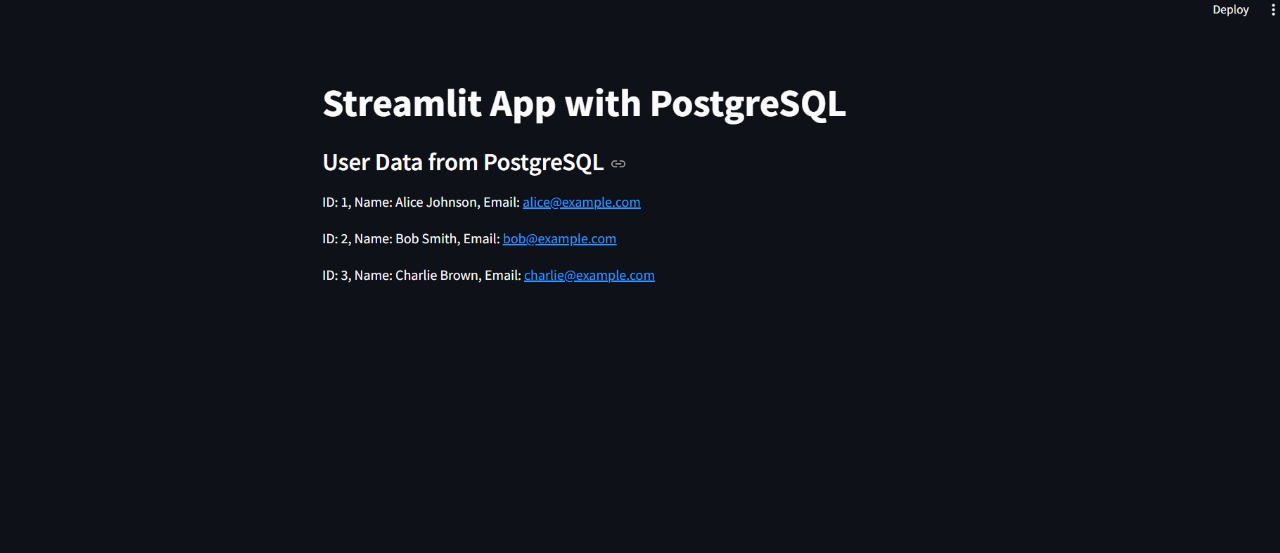 Deploy
Streamlit App with PostgreSQL
User Data from PostgreSQL
ID: 1, Name: Alice Johnson, Email: alice@example.com
ID: 2, Name: Bob Smith, Email: bob@example.com
ID: 3, Name: Charlie Brown, Email: charlie@example.com